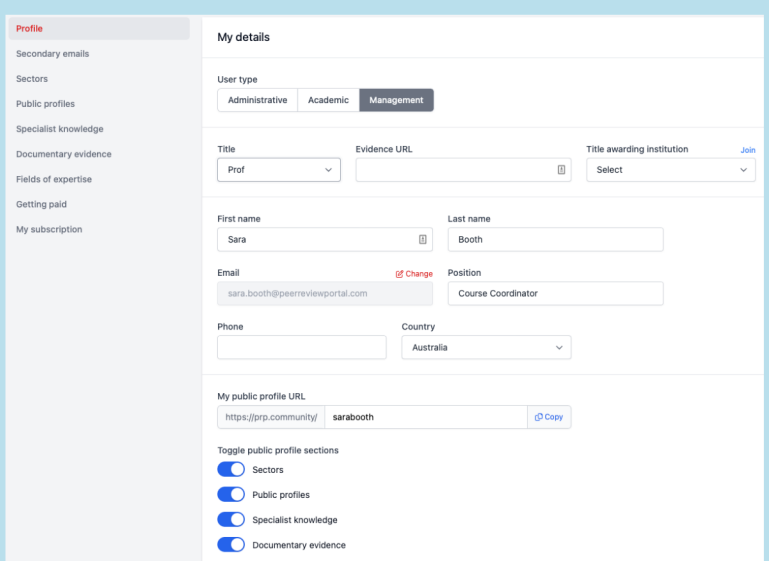 Profile
Secondary emails
Sectors
Public profiles
Specialist knowledge
Documentary evidence
Fields of expertise
Getting paid
My subscription
My details
User type
Administrative Academic Management
Title Evidence URL Title awarding institution Join
Prof Select
First name Last name
Sara Booth
Email Change Position
sara.booth@peerreviewportal.com Course Coordinator
Phone Country
Australia
My public profile URL
https://prp.community/ sarabooth Copy
Toggle public profile sections
Sectors
Public profiles
Specialist knowledge
Documentary evidence